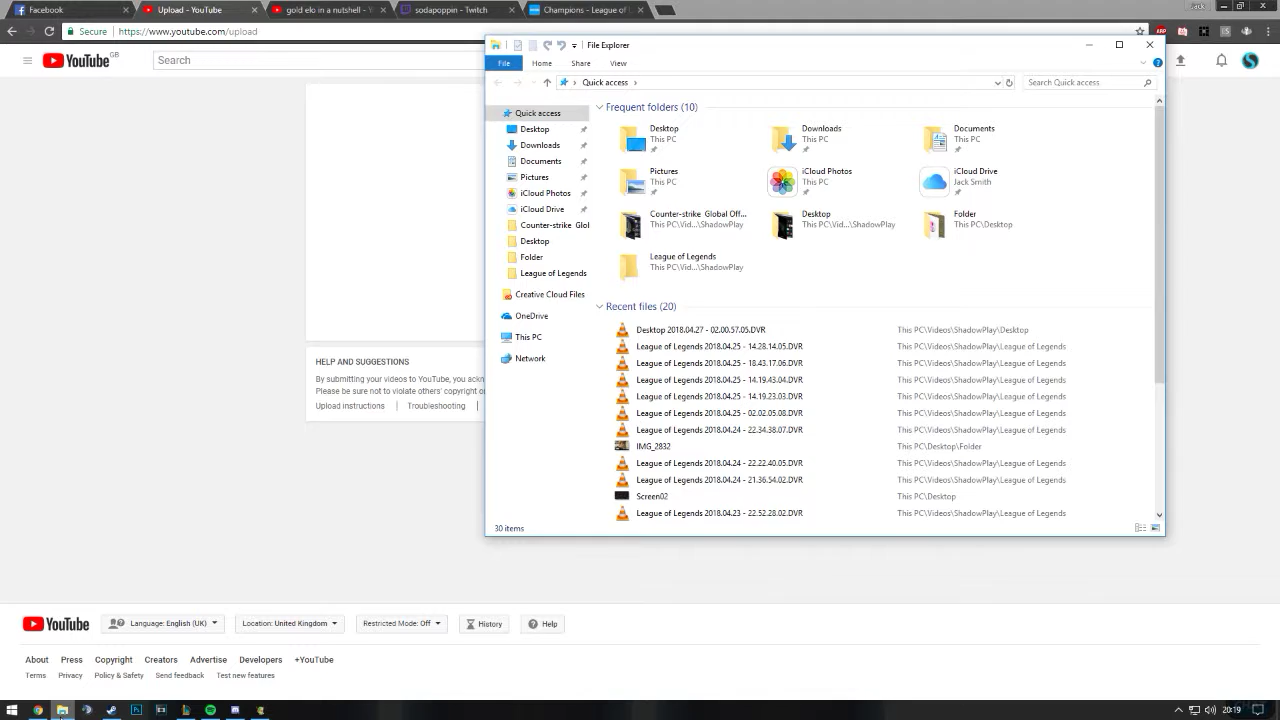 Facebook
Upload - YouTube
gold elo in a nutshell - Y
sodapoppin - Twitch
Champions - League of
Jack
Secure
https://www.youtube.com/upload
YouTube GB
Search
File Explorer
File
Home
Share
View
Quick access
Search Quick access
Quick access
Desktop
Downloads
Documents
Pictures
iCloud Photos
iCloud Drive
Counter-strike Glol
Desktop
Folder
League of Legends
Creative Cloud Files
OneDrive
This PC
Network
Frequent folders (10)
Desktop
This PC
Downloads
This PC
Documents
This PC
Pictures
This PC
iCloud Photos
This PC
iCloud Drive
Jack Smith
Counter-strike Global Off...
This PC\Vid...\ShadowPlay
Desktop
This PC\Vid...\ShadowPlay
Folder
This PC\Desktop
League of Legends
This PC\Vid...\ShadowPlay
Recent files (20)
Desktop 2018.04.27 - 02.00.57.05.DVR This PC\Videos\ShadowPlay\Desktop
League of Legends 2018.04.25 - 14.28.14.05.DVR This PC\Videos\ShadowPlay\League of Legends
League of Legends 2018.04.25 - 18.43.17.06.DVR This PC\Videos\ShadowPlay\League of Legends
League of Legends 2018.04.25 - 14.19.43.04.DVR This PC\Videos\ShadowPlay\League of Legends
League of Legends 2018.04.25 - 14.19.23.03.DVR This PC\Videos\ShadowPlay\League of Legends
League of Legends 2018.04.25 - 02.02.05.08.DVR This PC\Videos\ShadowPlay\League of Legends
League of Legends 2018.04.24 - 22.34.38.07.DVR This PC\Videos\ShadowPlay\League of Legends
IMG_2832 This PC\Desktop\Folder
League of Legends 2018.04.24 - 22.22.40.05.DVR This PC\Videos\ShadowPlay\League of Legends
League of Legends 2018.04.24 - 21.36.54.02.DVR This PC\Videos\ShadowPlay\League of Legends
Screen02 This PC\Desktop
League of Legends 2018.04.23 - 22.52.28.02.DVR This PC\Videos\ShadowPlay\League of Legends
30 items
HELP AND SUGGESTIONS
By submitting your videos to YouTube, you ackn
Please be sure not to violate others' copyright o
Upload instructions | Troubleshooting |
YouTube
Language: English (UK)
Location: United Kingdom
Restricted Mode: Off
History
Help
About Press Copyright Creators Advertise Developers +YouTube
Terms Privacy Policy & Safety Send feedback Test new features
20:19